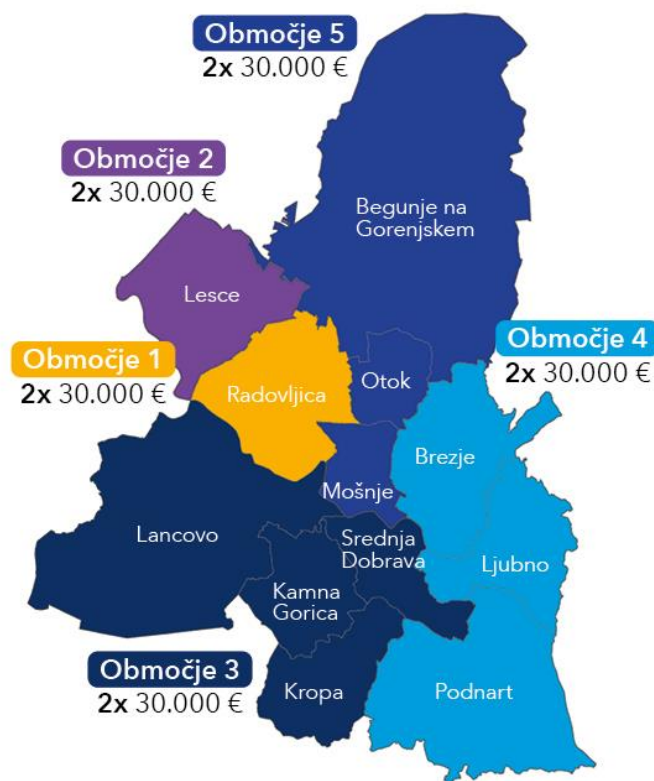 Območje 5
2x 30.000 €
Območje 2
2x 30.000 €
Begunje na
Gorenjskem
Lesce
Območje 1
2x 30.000 €
Območje 4
2x 30.000 €
Radovljica
Otok
Brezje
Mošnje
Lancovo
Srednja
Dobrava
Ljubno
Kamna
Gorica
Območje 3
2x 30.000 €
Kropa
Podnart